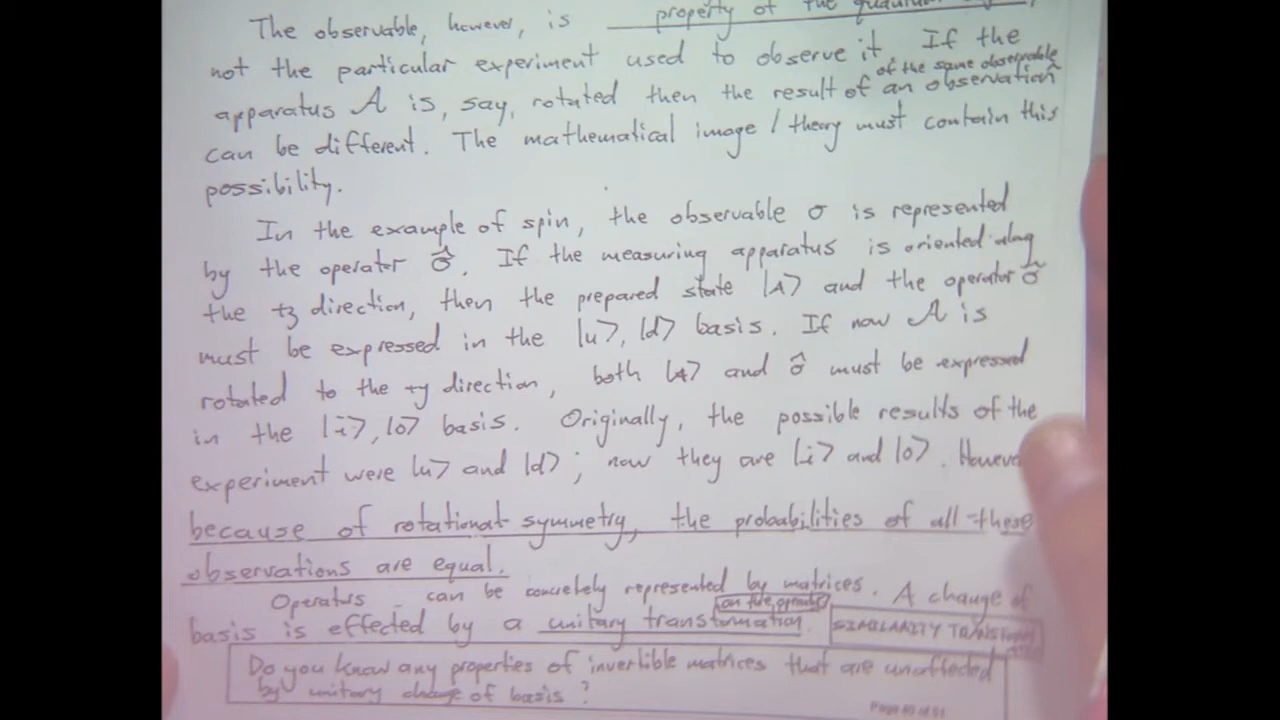 The observable, however, is property of the quantum
not the particular experiment used to observe it. If the
of the same observable
apparatus A is, say, rotated then the result of an observation
can be different. The mathematical image / theory must contain this
possibility.
In the example of spin, the observable σ is represented
by the operator σ̂. If the measuring apparatus is oriented along
the +z direction, then the prepared state |A> and the operator σ̂
must be expressed in the |u>, |d> basis. If now A is
rotated to the +y direction, both |A> and σ̂ must be expressed
in the |i>, |o> basis. Originally, the possible results of the
experiment were |u> and |d>; now they are |i> and |o>. However
because of rotational symmetry, the probabilities of all these
observations are equal.
Operators can be concretely represented by matrices. A change of
on the operator
basis is effected by a unitary transformation. SIMILARITY TRANSFORM
Do you know any properties of invertible matrices that are unaffected
by unitary change of basis?
Page of 51